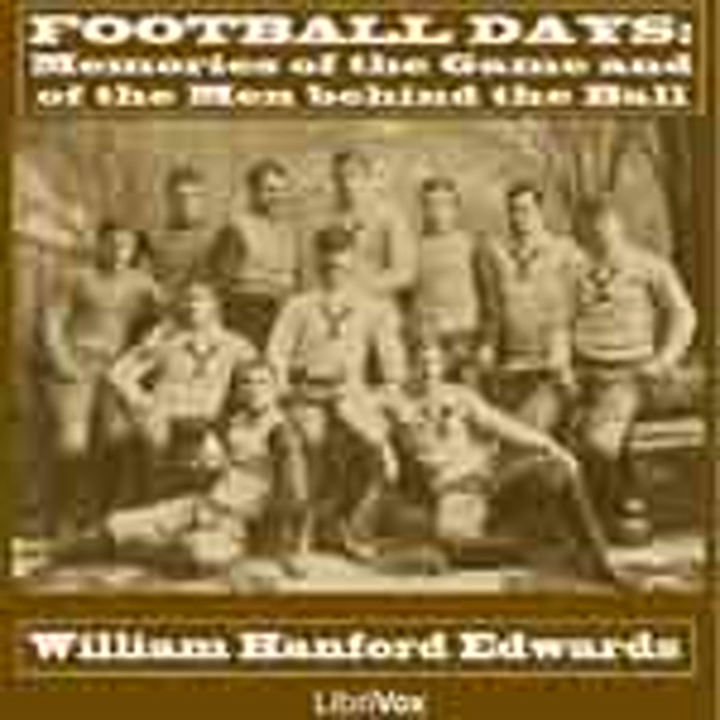 FOOTBALL DAYS:
Memories of the Game and
of the Men behind the Ball
William Hanford Edwards
LibriVox